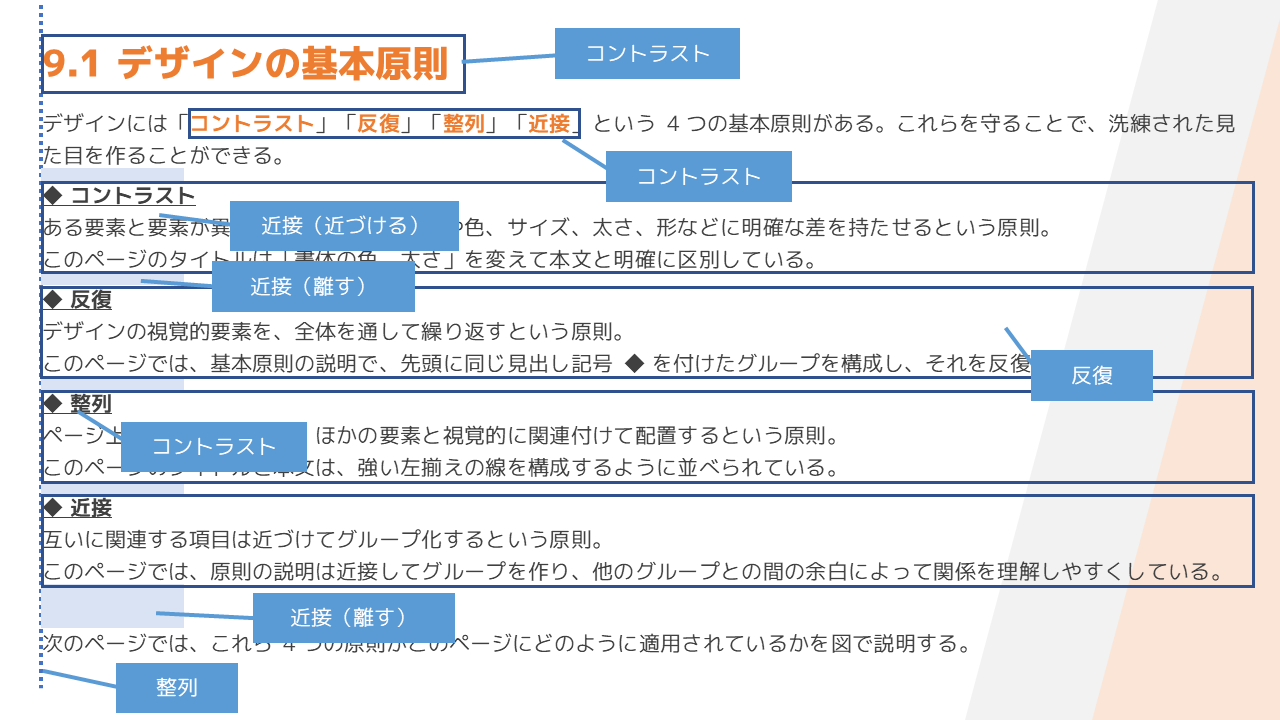 9.1 デザインの基本原則
コントラスト
デザインには「コントラスト」「反復」「整列」「近接」という 4 つの基本原則がある。これらを守ることで、洗練された見
た目を作ることができる。
コントラスト
◆ コントラスト
ある要素と要素が異
近接（近づける）
色、サイズ、太さ、形などに明確な差を持たせるという原則。
このページのタイトルは「書体の色、太さ」を変えて本文と明確に区別している。
近接（離す）
◆ 反復
デザインの視覚的要素を、全体を通して繰り返すという原則。
このページでは、基本原則の説明で、先頭に同じ見出し記号 ◆ を付けたグループを構成し、それを反復
反復
◆ 整列
ページ上
コントラスト
ほかの要素と視覚的に関連付けて配置するという原則。
このページのタイトルと本文は、強い左揃えの線を構成するように並べられている。
◆ 近接
互いに関連する項目は近づけてグループ化するという原則。
このページでは、原則の説明は近接してグループを作り、他のグループとの間の余白によって関係を理解しやすくしている。
近接（離す）
次のページでは、これら 4 つの原則がこのページにどのように適用されているかを図で説明する。
整列